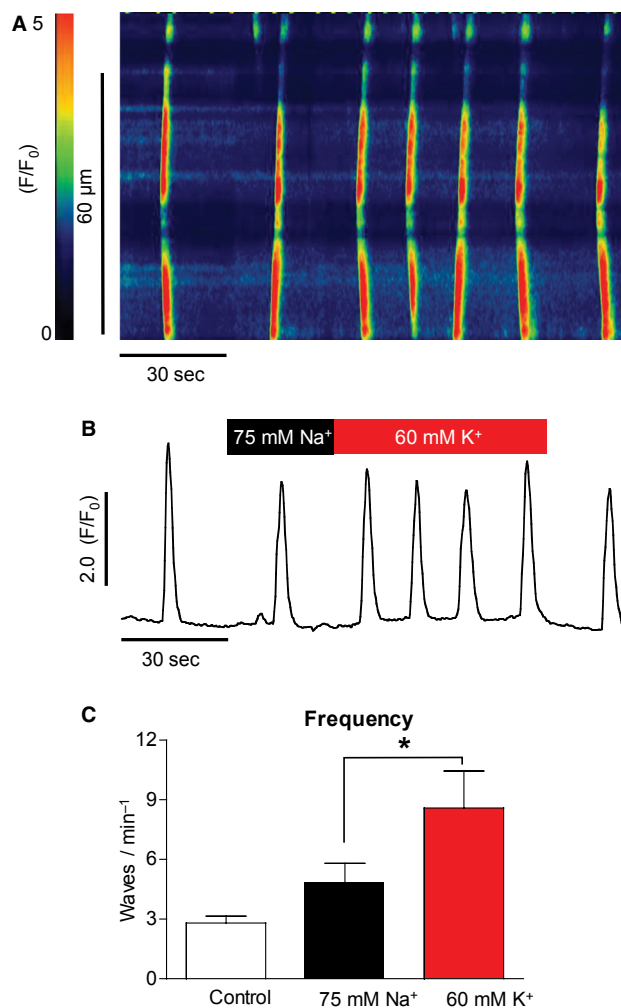 A
5
(F/F₀)
60 µm
0
30 sec
B
75 mM Na⁺
60 mM K⁺
2.0 (F/F₀)
30 sec
C
Frequency
*
12
9
6
3
0
Waves / min⁻¹
Control
75 mM Na⁺
60 mM K⁺